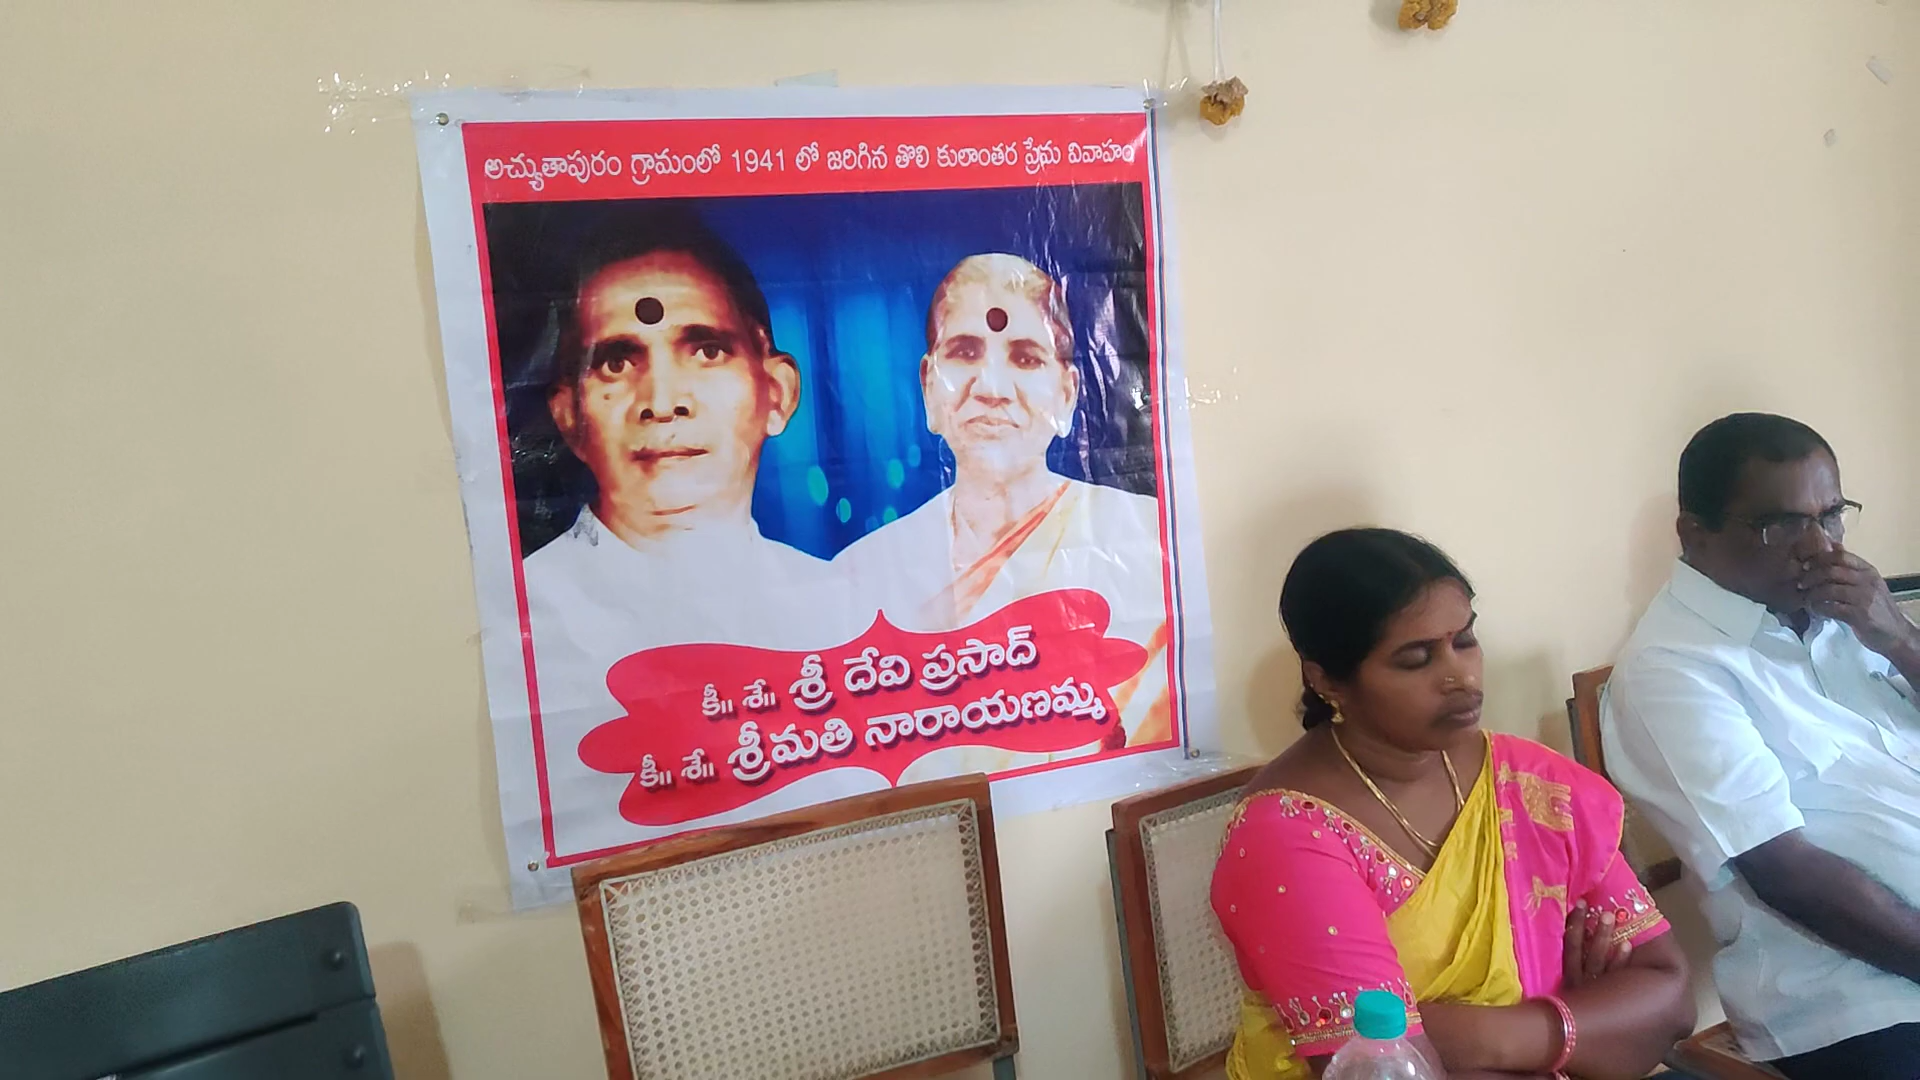 అచ్యుతాపురం గ్రామంలో 1941 లో జరిగిన తొలి కులాంతర ప్రేమ వివాహం
కీ॥ శే॥ శ్రీ దేవి ప్రసాద్
కీ॥ శే॥ శ్రీమతి నారాయణమ్మ